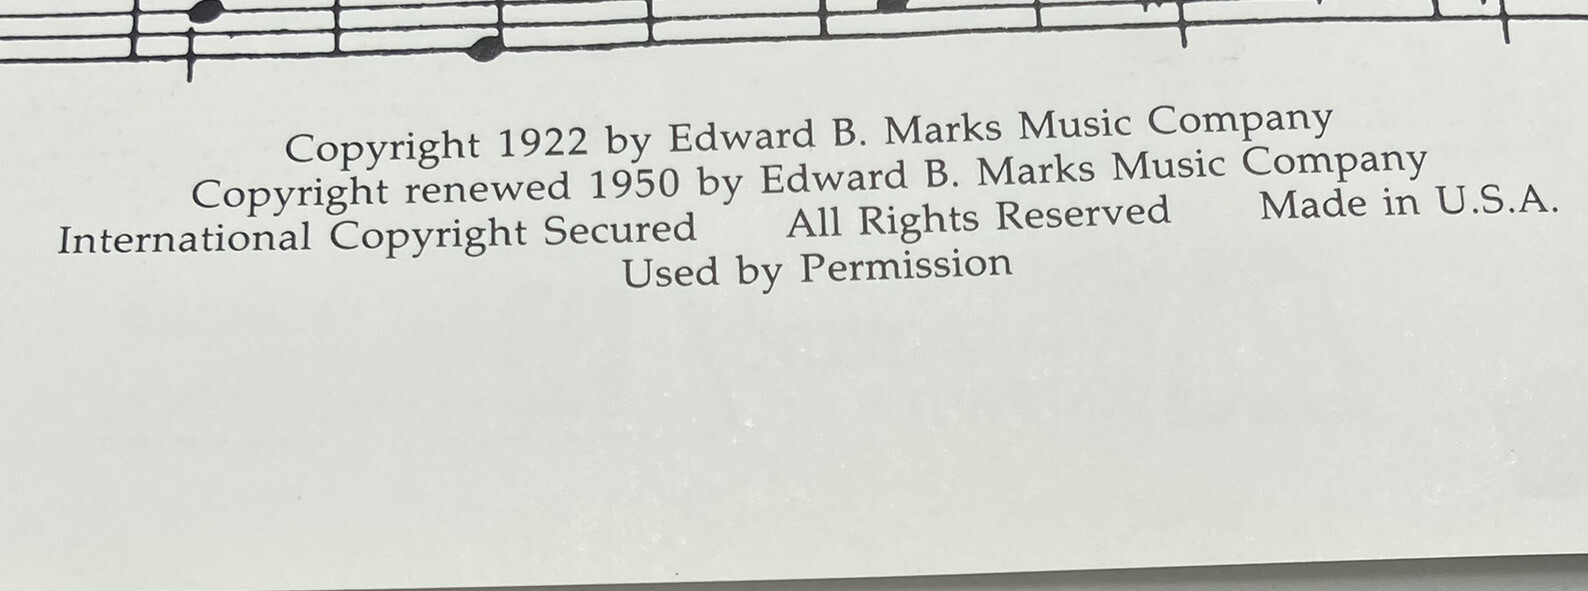 Copyright 1922 by Edward B. Marks Music Company
Copyright renewed 1950 by Edward B. Marks Music Company
International Copyright Secured All Rights Reserved Made in U.S.A.
Used by Permission